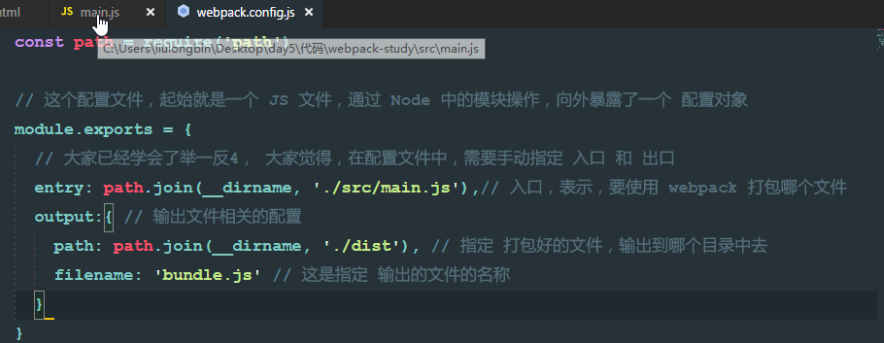 html JS main.js × webpack.config.js ×
const path = require('path')
C:\Users\liulongbin\Desktop\day5\代码\webpack-study\src\main.js
// 这个配置文件，起始就是一个 JS 文件，通过 Node 中的模块操作，向外暴露了一个 配置对象
module.exports = {
// 大家已经学会了举一反4， 大家觉得，在配置文件中，需要手动指定 入口 和 出口
entry: path.join(__dirname, './src/main.js'),// 入口，表示，要使用 webpack 打包哪个文件
output:{ // 输出文件相关的配置
path: path.join(__dirname, './dist'), // 指定 打包好的文件，输出到哪个目录中去
filename: 'bundle.js' // 这是指定 输出的文件的名称
}
}